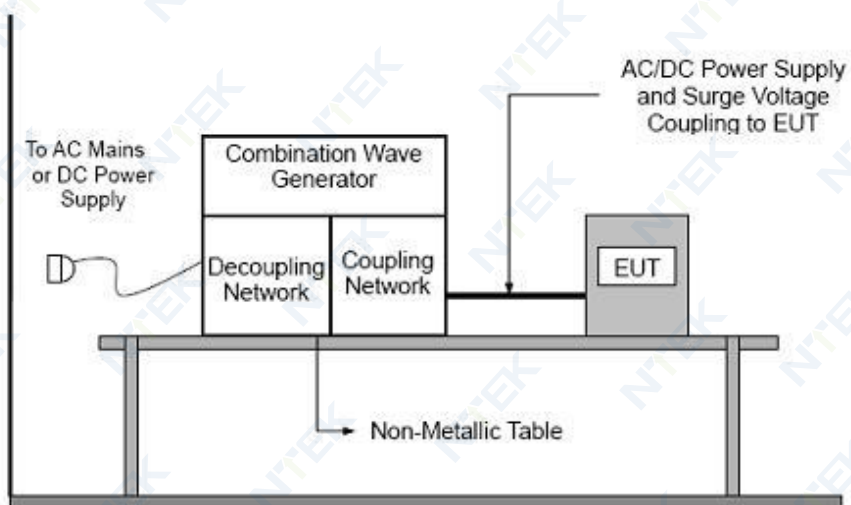 AC/DC Power Supply
and Surge Voltage
Coupling to EUT
To AC Mains
or DC Power
Supply
Combination Wave
Generator
Decoupling
Network
Coupling
Network
EUT
Non-Metallic Table
NTEK